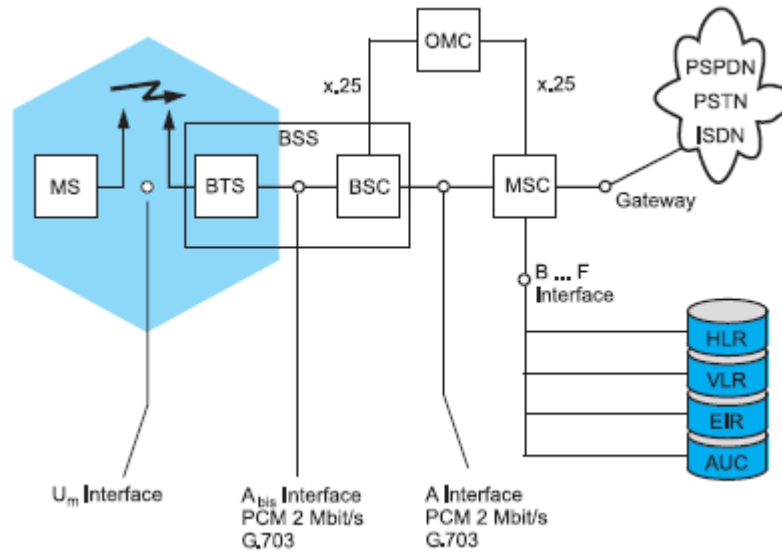 OMC
x.25
x.25
PSPDN
PSTN
ISDN
BSS
MS
BTS
BSC
MSC
Gateway
B ... F
Interface
HLR
VLR
EIR
AUC
Um Interface
Abis Interface
PCM 2 Mbit/s
G.703
A Interface
PCM 2 Mbit/s
G.703